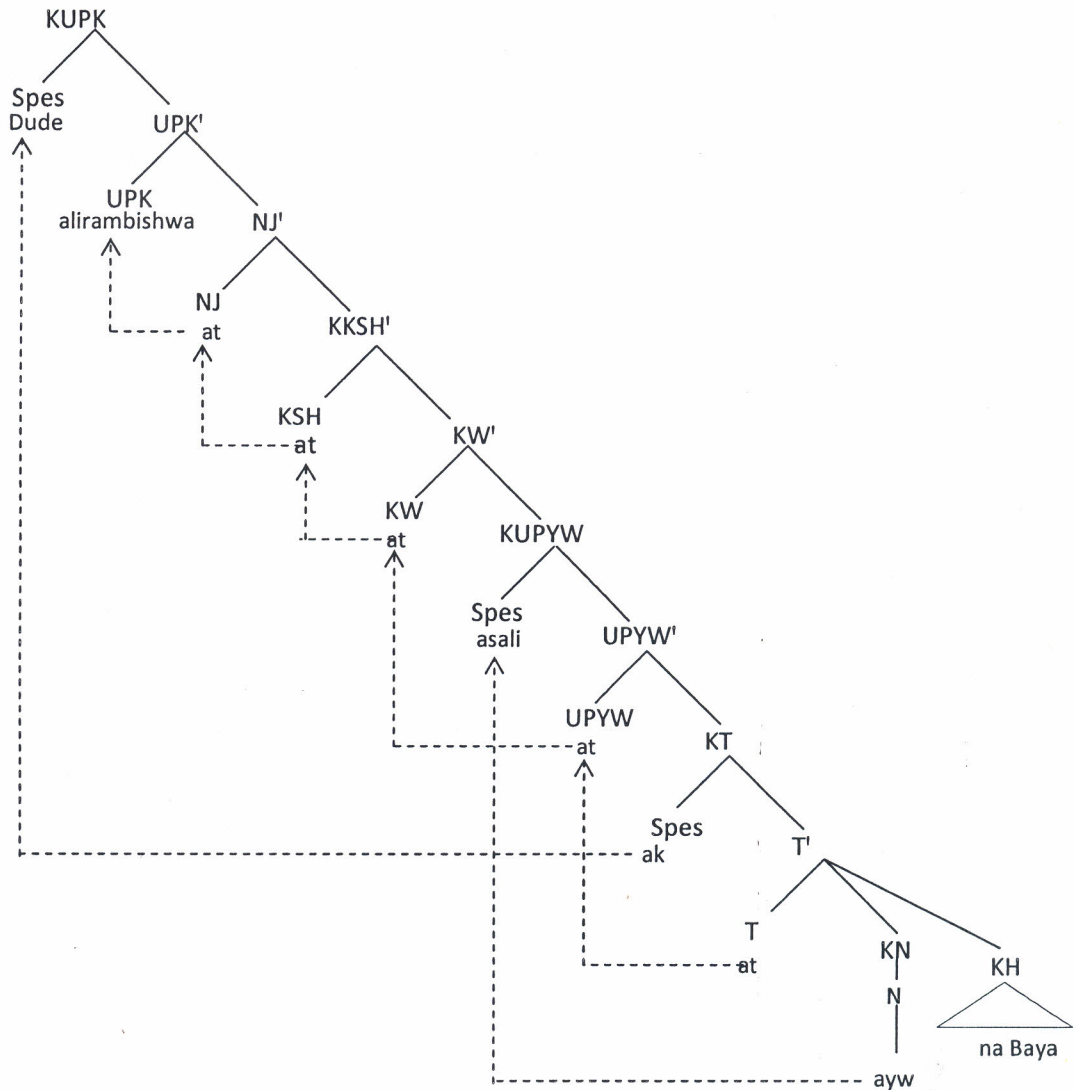 KUPK
Spes
Dude
UPK'
UPK
alirambishwa
NJ'
NJ
at
KKSH'
KSH
at
KW'
KW
at
KUPYW
Spes
asali
UPYW'
UPYW
at
KT
Spes
ak
T'
T
at
KN
KH
N
na Baya
ayw